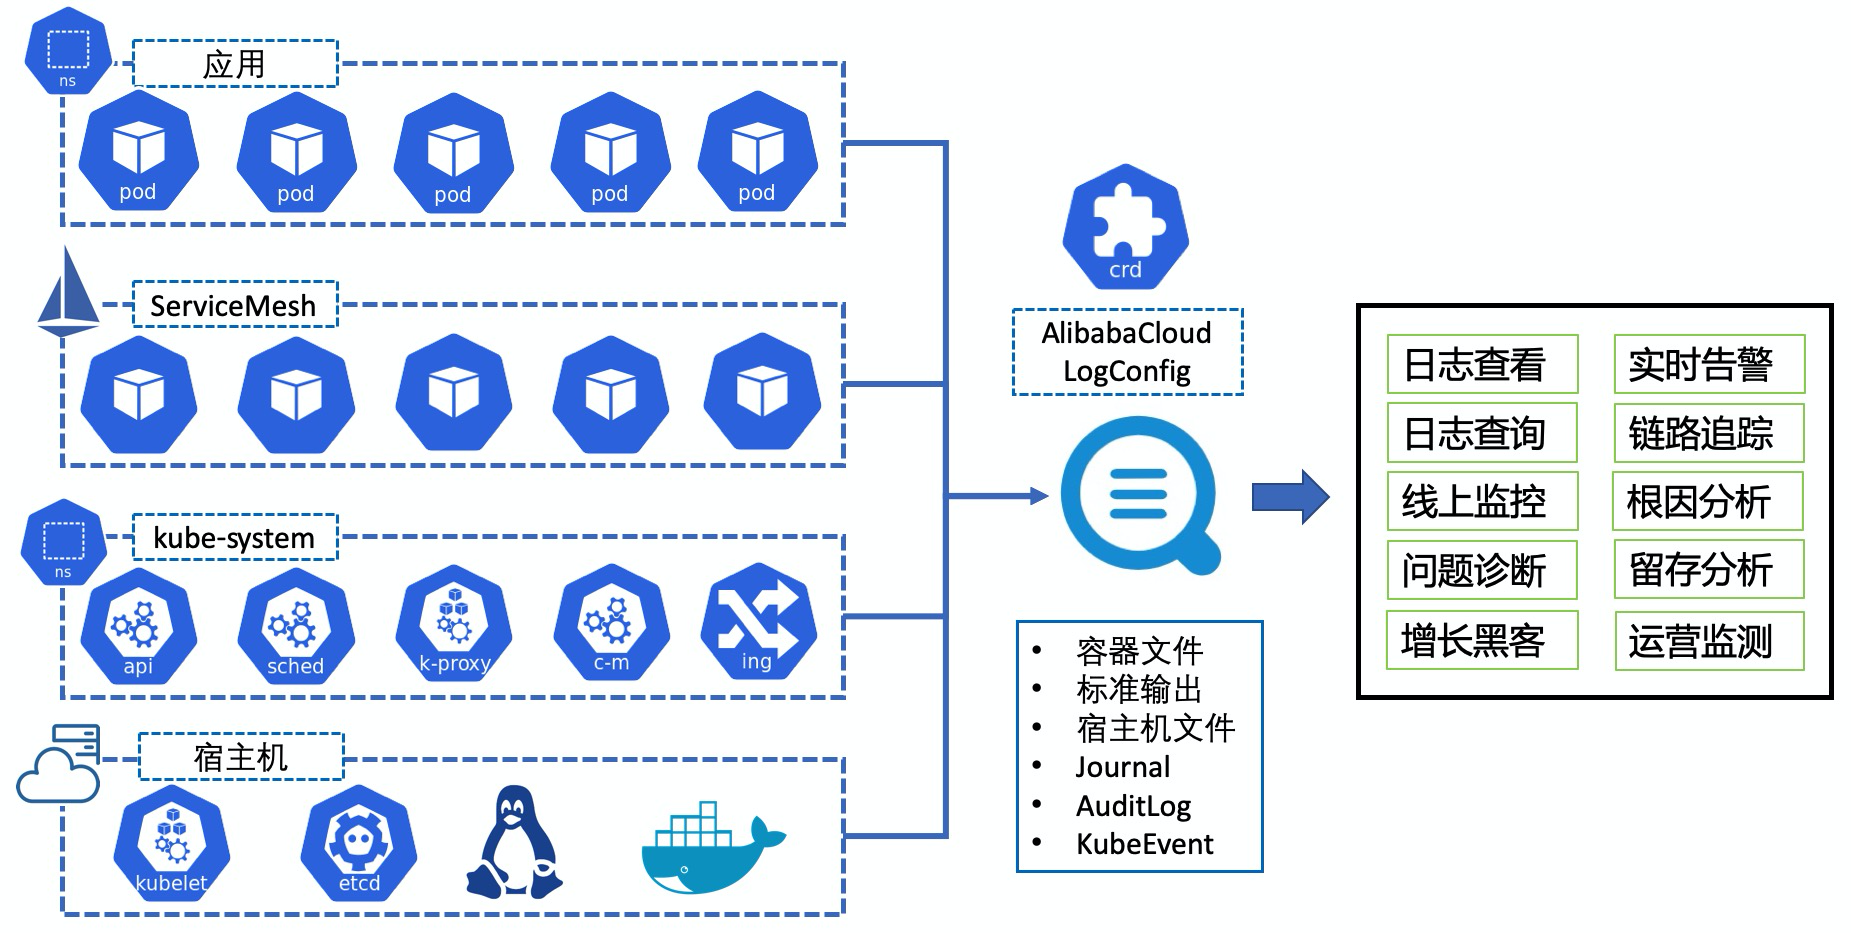 ns
应用
pod
pod
pod
pod
pod
ServiceMesh
ns
kube-system
api
sched
k-proxy
c-m
ing
宿主机
kubelet
etcd
crd
AlibabaCloud
LogConfig
• 容器文件
• 标准输出
• 宿主机文件
• Journal
• AuditLog
• KubeEvent
日志查看
实时告警
日志查询
链路追踪
线上监控
根因分析
问题诊断
留存分析
增长黑客
运营监测